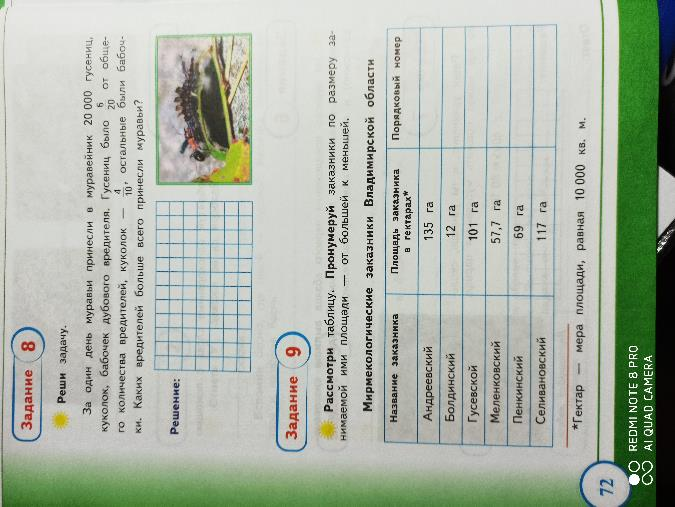 Задание 8
Реши задачу.
За один день муравьи принесли в муравейник 20 000 гусениц,
куколок, бабочек дубового вредителя. Гусениц было 6/20 от обще-
го количества вредителей, куколок — 4/10, остальные были бабоч-
ки. Каких вредителей больше всего принесли муравьи?
Решение:
Задание 9
Рассмотри таблицу. Пронумеруй заказники по размеру за-
нимаемой ими площади — от большей к меньшей.
Мирмекологические заказники Владимирской области
Название заказника Площадь заказника в гектарах* Порядковый номер
Андреевский 135 га
Болдинский 12 га
Гусевской 101 га
Меленковский 57,7 га
Пенкинский 69 га
Селивановский 117 га
*Гектар — мера площади, равная 10 000 кв. м.
72
REDMI NOTE 8 PRO
AI QUAD CAMERA